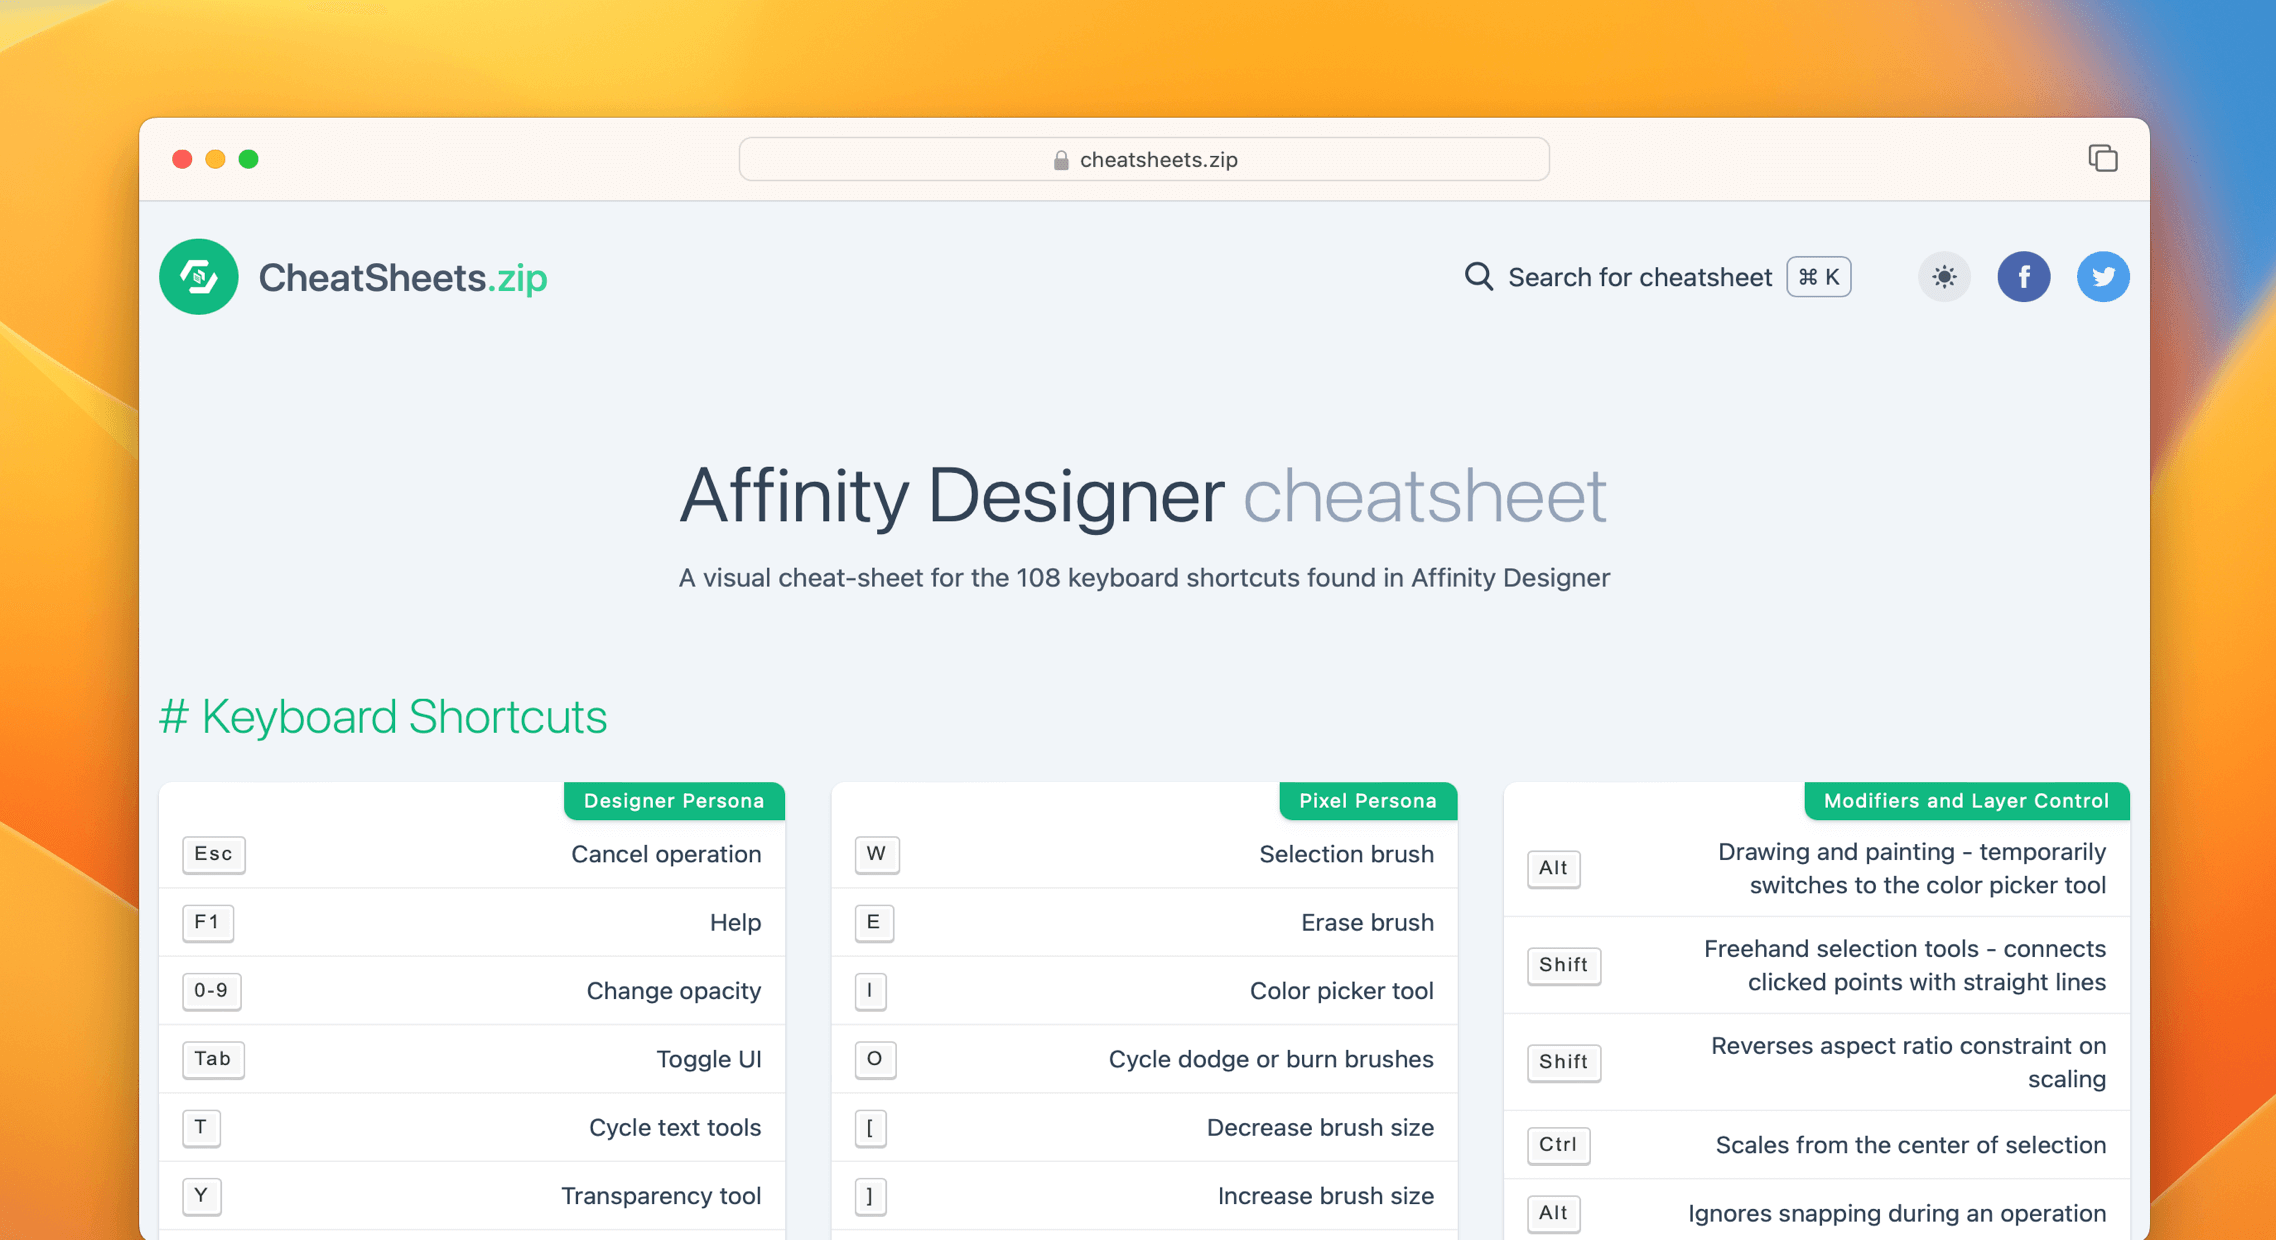 cheatsheets.zip
CheatSheets.zip
Search for cheatsheet ⌘ K
Affinity Designer cheatsheet
A visual cheat-sheet for the 108 keyboard shortcuts found in Affinity Designer
# Keyboard Shortcuts
Designer Persona
Esc Cancel operation
F1 Help
0-9 Change opacity
Tab Toggle UI
T Cycle text tools
Y Transparency tool
Pixel Persona
W Selection brush
E Erase brush
I Color picker tool
O Cycle dodge or burn brushes
[ Decrease brush size
] Increase brush size
Modifiers and Layer Control
Alt Drawing and painting - temporarily
switches to the color picker tool
Shift Freehand selection tools - connects
clicked points with straight lines
Shift Reverses aspect ratio constraint on
scaling
Ctrl Scales from the center of selection
Alt Ignores snapping during an operation